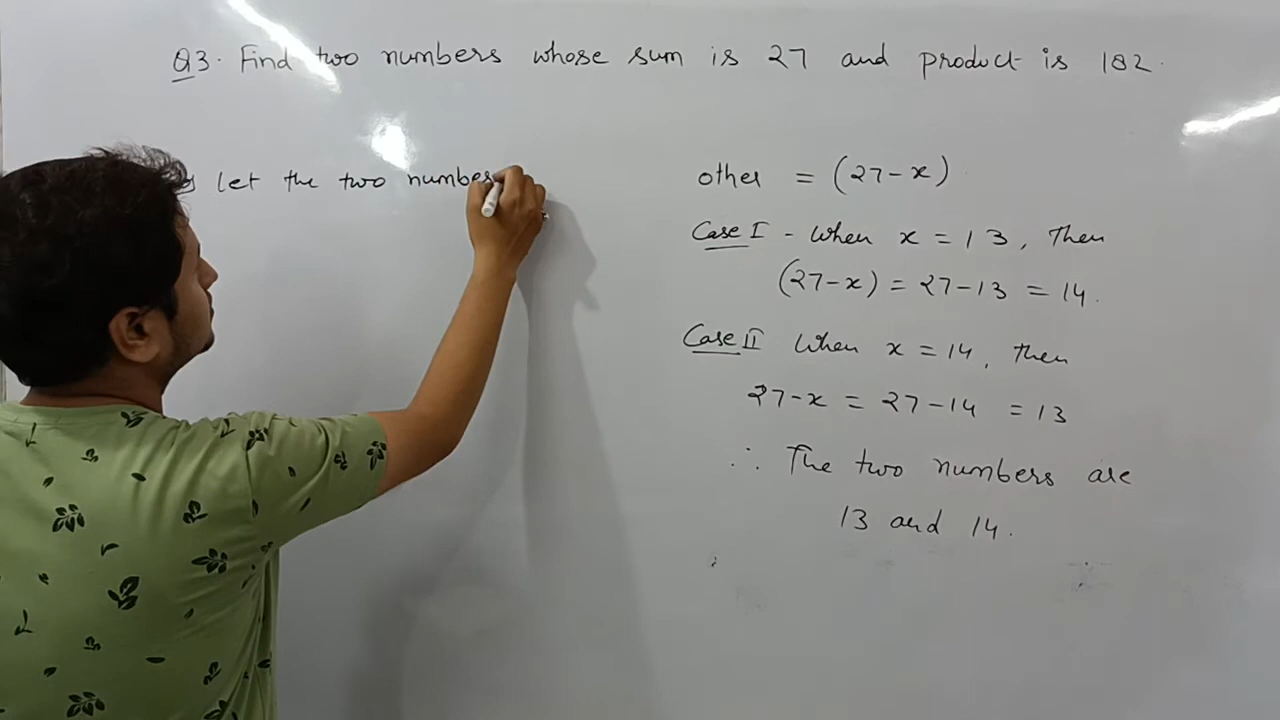 Q3. Find two numbers whose sum is 27 and product is 182.
let the two number
other = (27-x)
Case I - When x = 13, Then
(27-x) = 27-13 = 14.
Case II When x = 14, then
27-x = 27-14 = 13
∴ The two numbers are
13 and 14.